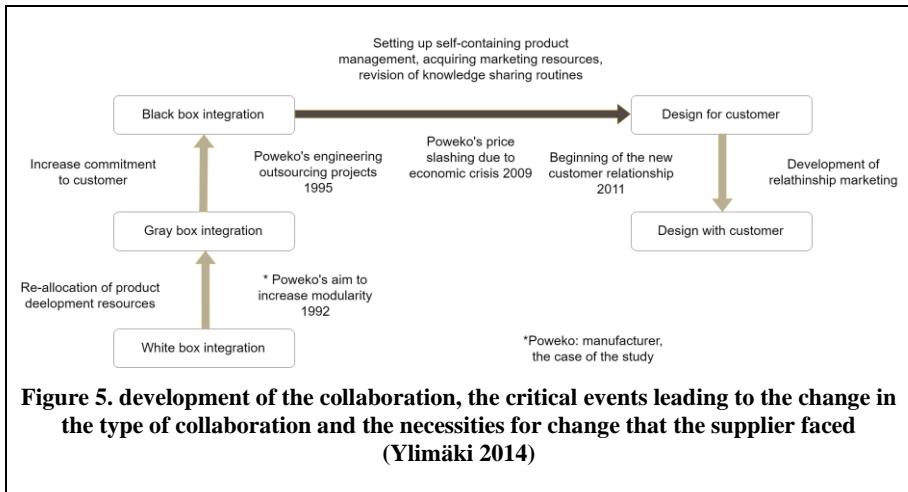 Setting up self-containing product
management, acquiring marketing resources,
revision of knowledge sharing routines
Black box integration
Design for customer
Increase commitment
to customer
Poweko's engineering
outsourcing projects
1995
Poweko's price
slashing due to
economic crisis 2009
Beginning of the new
customer relationship
2011
Development of
relathinship marketing
Gray box integration
Design with customer
Re-allocation of product
deelopment resources
* Poweko's aim to
increase modularity
1992
White box integration
*Poweko: manufacturer,
the case of the study
Figure 5. development of the collaboration, the critical events leading to the change in
the type of collaboration and the necessities for change that the supplier faced
(Ylimäki 2014)